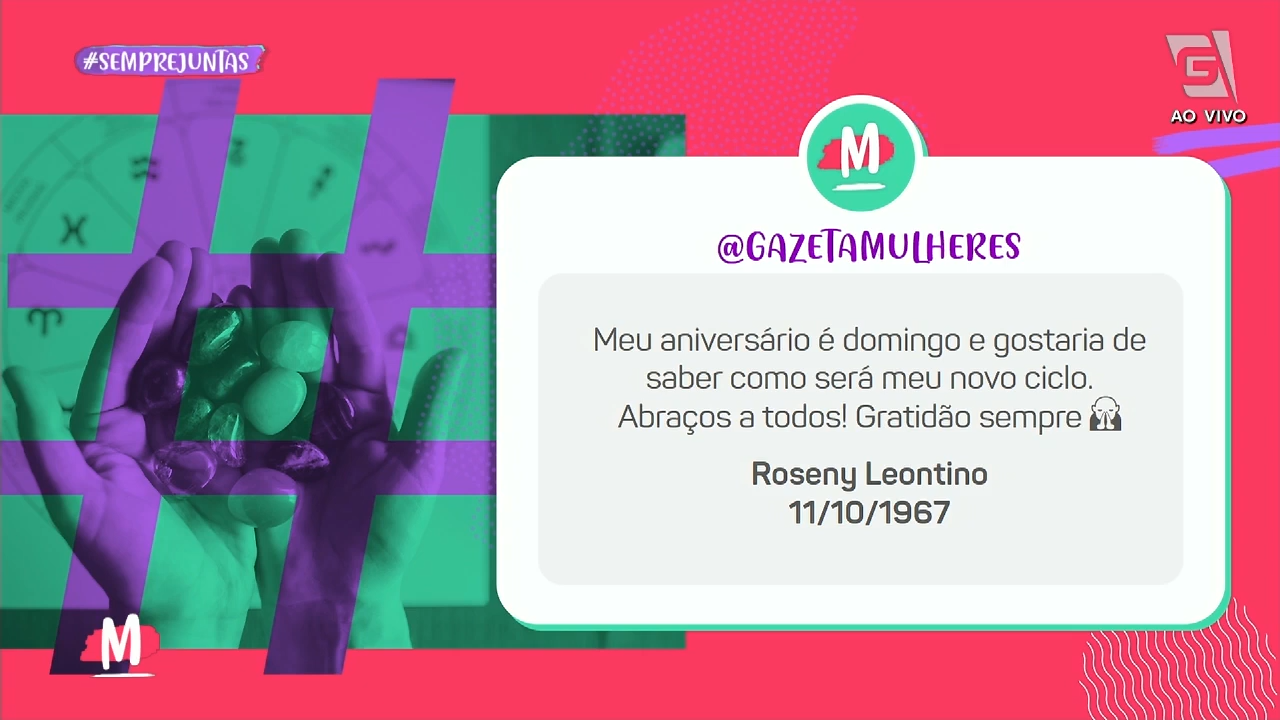 #SEMPREJUNTAS
G
AO VIVO
M
@GAZETAMULHERES
Meu aniversário é domingo e gostaria de
saber como será meu novo ciclo.
Abraços a todos! Gratidão sempre
Roseny Leontino
11/10/1967
M